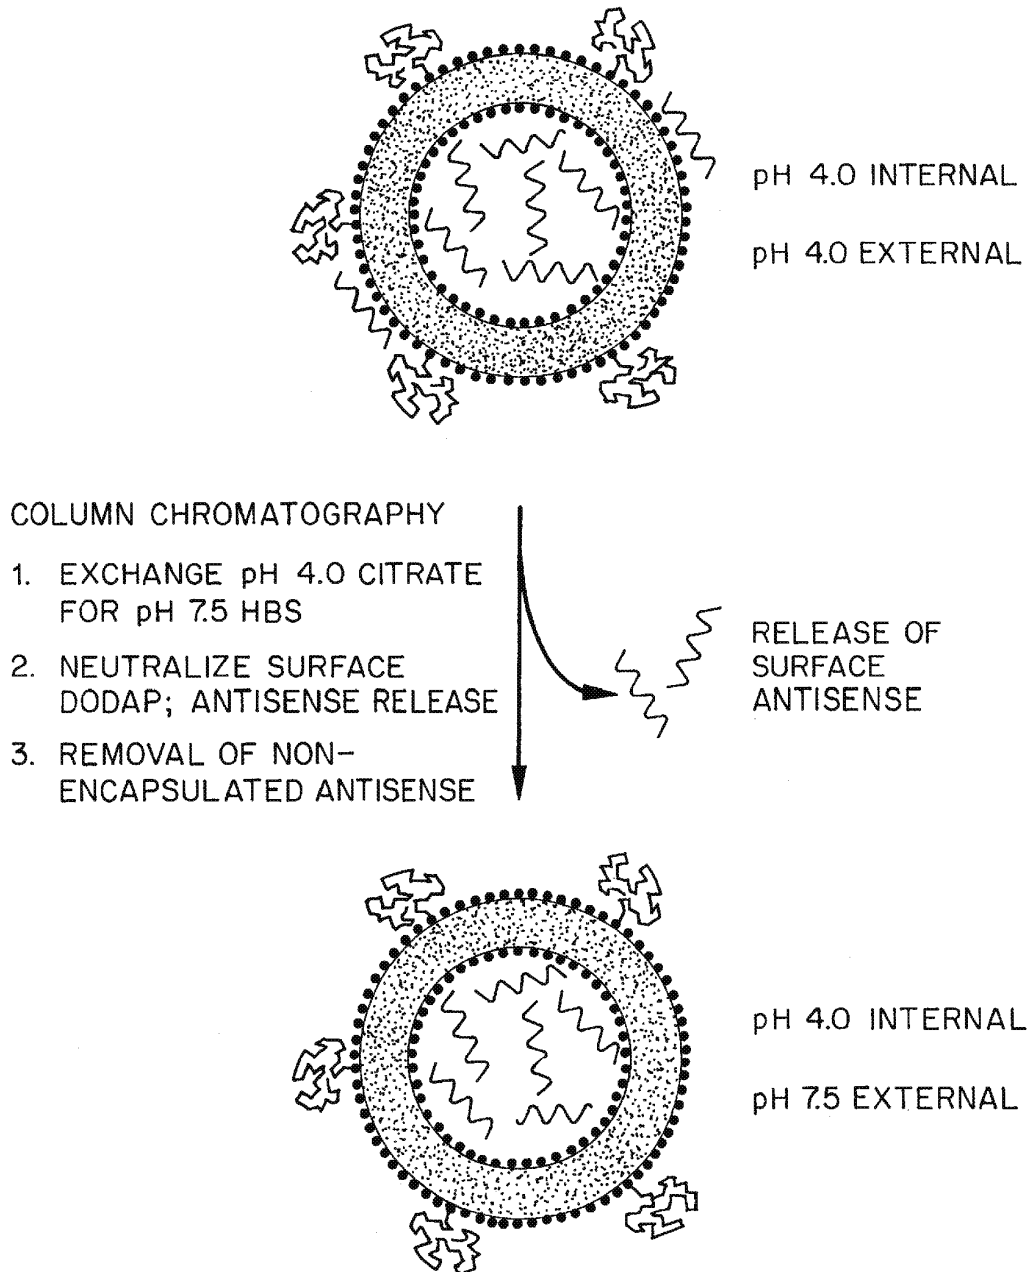 pH 4.0 INTERNAL
pH 4.0 EXTERNAL
COLUMN CHROMATOGRAPHY
1. EXCHANGE pH 4.0 CITRATE
FOR pH 7.5 HBS
2. NEUTRALIZE SURFACE
DODAP; ANTISENSE RELEASE
3. REMOVAL OF NON-
ENCAPSULATED ANTISENSE
RELEASE OF
SURFACE
ANTISENSE
pH 4.0 INTERNAL
pH 7.5 EXTERNAL